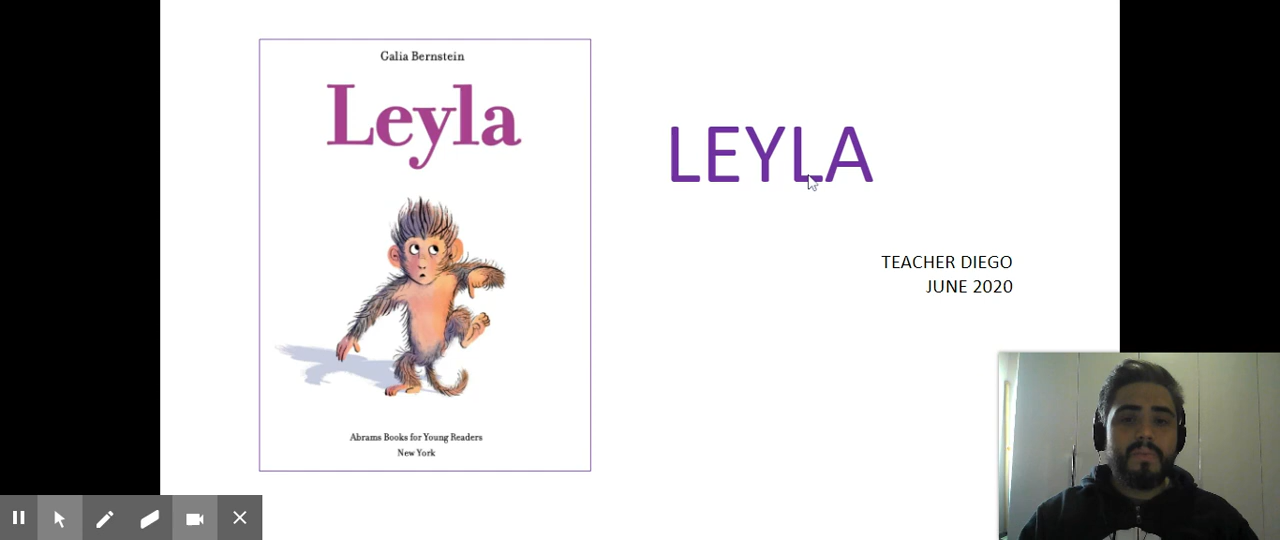 Galia Bernstein
Leyla
Abrams Books for Young Readers
New York
LEYLA
TEACHER DIEGO
JUNE 2020